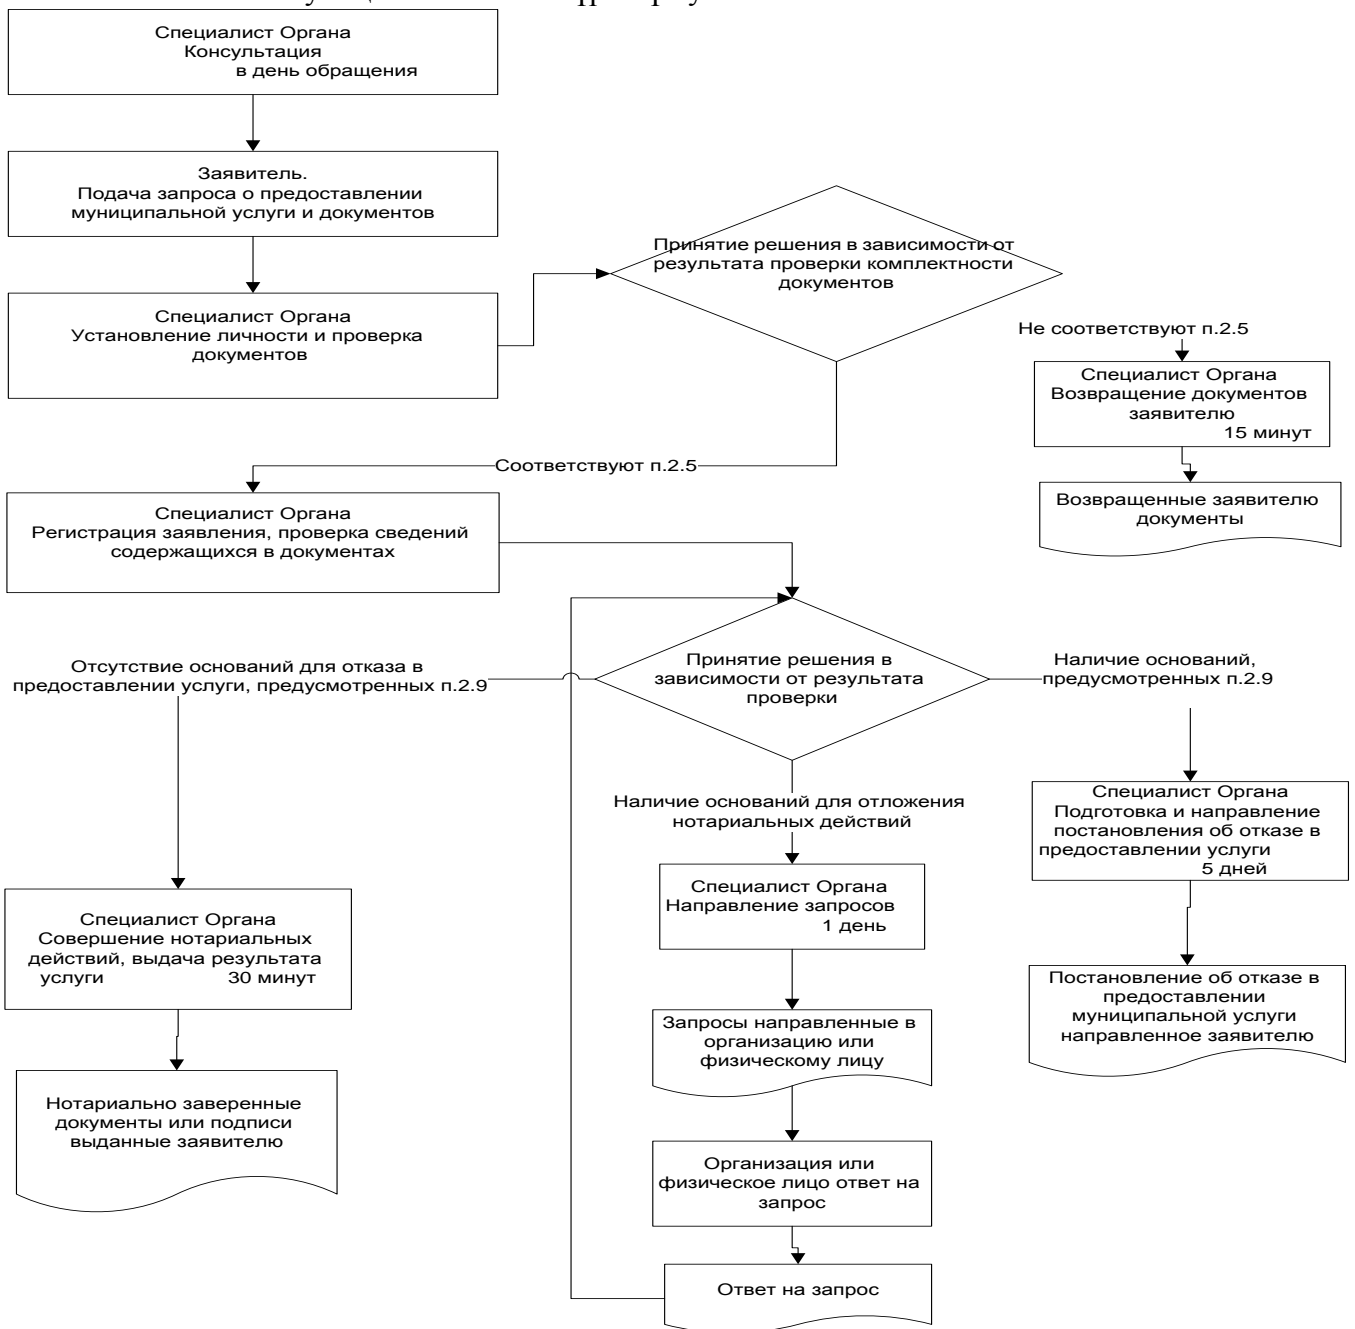 Специалист Органа
Консультация
в день обращения
Заявитель.
Подача запроса о предоставлении
муниципальной услуги и документов
Принятие решения в зависимости от
результата проверки комплектности
документов
Специалист Органа
Установление личности и проверка
документов
Не соответствуют п.2.5
Специалист Органа
Возвращение документов
заявителю
15 минут
Соответствуют п.2.5
Возвращенные заявителю
документы
Специалист Органа
Регистрация заявления, проверка сведений
содержащихся в документах
Отсутствие оснований для отказа в
предоставлении услуги, предусмотренных п.2.9
Принятие решения в
зависимости от результата
проверки
Наличие оснований,
предусмотренных п.2.9
Наличие оснований для отложения
нотариальных действий
Специалист Органа
Подготовка и направление
постановления об отказе в
предоставлении услуги
5 дней
Специалист Органа
Направление запросов
1 день
Специалист Органа
Совершение нотариальных
действий, выдача результата
услуги 30 минут
Постановление об отказе в
предоставлении
муниципальной услуги
направленное заявителю
Запросы направленные в
организацию или
физическому лицу
Нотариально заверенные
документы или подписи
выданные заявителю
Организация или
физическое лицо ответ на
запрос
Ответ на запрос